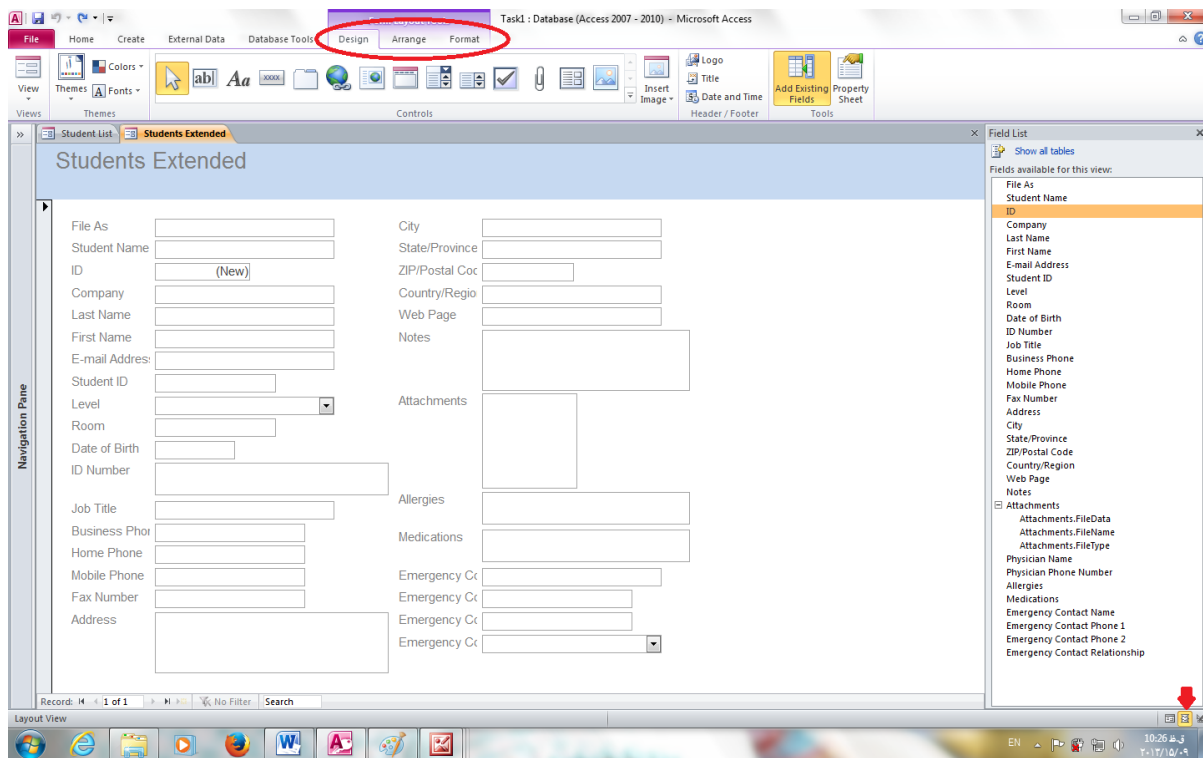 Task1 : Database (Access 2007 - 2010) - Microsoft Access
File Home Create External Data Database Tools Design Arrange Format
View
Views
Themes
Colors
Fonts
Themes
ab| Aa xxxx
Controls
Insert Image
Logo
Title
Date and Time
Header / Footer
Add Existing Fields
Property Sheet
Tools
Student List Students Extended
Navigation Pane
Students Extended
File As
Student Name
ID (New)
Company
Last Name
First Name
E-mail Addres
Student ID
Level
Room
Date of Birth
ID Number
Job Title
Business Phor
Home Phone
Mobile Phone
Fax Number
Address
City
State/Province
ZIP/Postal Coc
Country/Regio
Web Page
Notes
Attachments
Allergies
Medications
Emergency Cc
Emergency Cc
Emergency Cc
Emergency Cc
Field List
Show all tables
Fields available for this view:
File As
Student Name
ID
Company
Last Name
First Name
E-mail Address
Student ID
Level
Room
Date of Birth
ID Number
Job Title
Business Phone
Home Phone
Mobile Phone
Fax Number
Address
City
State/Province
ZIP/Postal Code
Country/Region
Web Page
Notes
Attachments
Attachments.FileData
Attachments.FileName
Attachments.FileType
Physician Name
Physician Phone Number
Allergies
Medications
Emergency Contact Name
Emergency Contact Phone 1
Emergency Contact Phone 2
Emergency Contact Relationship
Record: 1 of 1 No Filter Search
Layout View
EN
10:26 ق.ظ